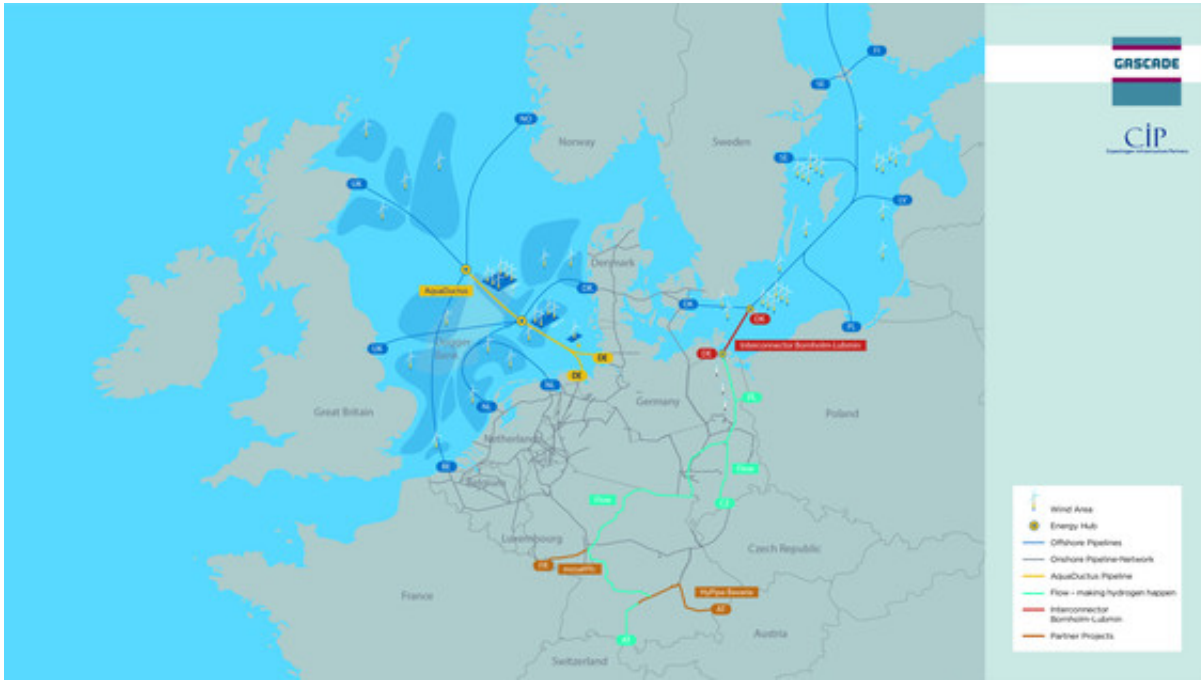 GASCADE
CIP
Copenhagen Infrastructure Partners
FI
SE
NO
Norway
Sweden
SE
UK
LV
Denmark
AquaDuctus
DK
DK
DK
PL
UK
Dogger
Bank
DE
DE
Interconnector Bornholm-Lubmin
DE
NL
NL
Germany
Great Britain
Poland
Netherlands
BE
Belgium
Flow
Flow
CZ
Luxembourg
Czech Republic
FR
HyPipe Bavaria
France
AT
AT
Austria
Switzerland
Wind Area
Energy Hub
Offshore Pipelines
Onshore Pipeline-Network
AquaDuctus Pipeline
Flow – making hydrogen happen
Interconnector
Bornholm-Lubmin
Partner Projects